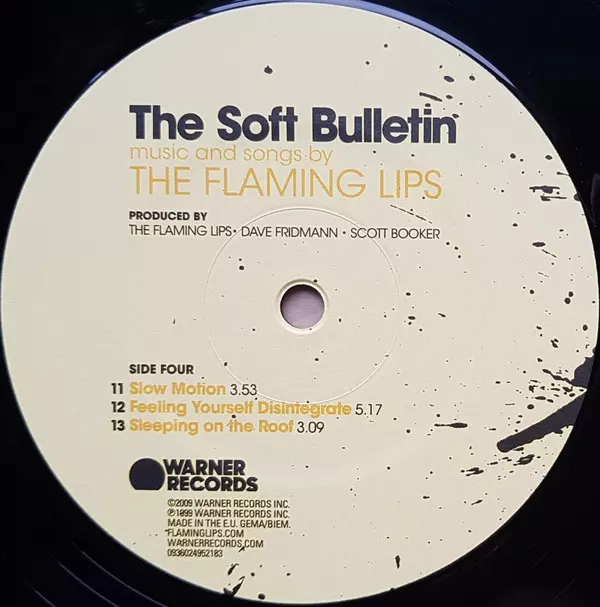 The Soft Bulletin
music and songs by
THE FLAMING LIPS
PRODUCED BY
THE FLAMING LIPS • DAVE FRIDMANN • SCOTT BOOKER
SIDE FOUR
11 Slow Motion 3.53
12 Feeling Yourself Disintegrate 5.17
13 Sleeping on the Roof 3.09
WARNER
RECORDS
©2009 WARNER RECORDS INC.
℗1999 WARNER RECORDS INC.
MADE IN THE E.U. GEMA/BIEM.
FLAMINGLIPS.COM
WARNERRECORDS.COM
0936024952183